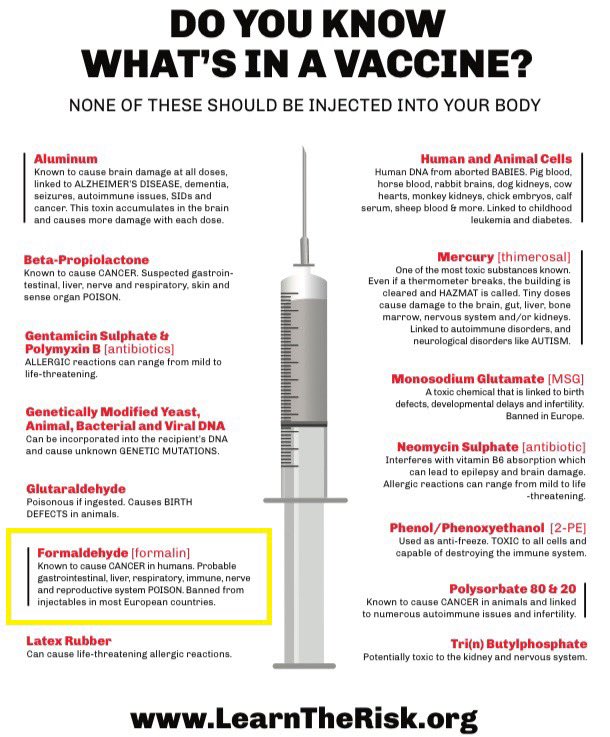 DO YOU KNOW
WHAT'S IN A VACCINE?
NONE OF THESE SHOULD BE INJECTED INTO YOUR BODY
Aluminum
Known to cause brain damage at all doses,
linked to ALZHEIMER'S DISEASE, dementia,
seizures, autoimmune issues, SIDs and
cancer. This toxin accumulates in the brain
and causes more damage with each dose.
Beta-Propiolactone
Known to cause CANCER. Suspected gastroin-
testinal, liver, nerve and respiratory, skin and
sense organ POISON.
Gentamicin Sulphate &
Polymyxin B [antibiotics]
ALLERGIC reactions can range from mild to
life-threatening.
Genetically Modified Yeast,
Animal, Bacterial and Viral DNA
Can be incorporated into the recipient's DNA
and cause unknown GENETIC MUTATIONS.
Glutaraldehyde
Poisonous if ingested. Causes BIRTH
DEFECTS in animals.
Formaldehyde [formalin]
Known to cause CANCER in humans. Probable
gastrointestinal, liver, respiratory, immune, nerve
and reproductive system POISON. Banned from
injectables in most European countries.
Latex Rubber
Can cause life-threatening allergic reactions.
Human and Animal Cells
Human DNA from aborted BABIES. Pig blood,
horse blood, rabbit brains, dog kidneys, cow
hearts, monkey kidneys, chick embryos, calf
serum, sheep blood & more. Linked to childhood
leukemia and diabetes.
Mercury [thimerosal]
One of the most toxic substances known.
Even if a thermometer breaks, the building is
cleared and HAZMAT is called. Tiny doses
cause damage to the brain, gut, liver, bone
marrow, nervous system and/or kidneys.
Linked to autoimmune disorders, and
neurological disorders like AUTISM.
Monosodium Glutamate [MSG]
A toxic chemical that is linked to birth
defects, developmental delays and infertility.
Banned in Europe.
Neomycin Sulphate [antibiotic]
Interferes with vitamin B6 absorption which
can lead to epilepsy and brain damage.
Allergic reactions can range from mild to life
-threatening.
Phenol/Phenoxyethanol [2-PE]
Used as anti-freeze. TOXIC to all cells and
capable of destroying the immune system.
Polysorbate 80 & 20
Known to cause CANCER in animals and linked
to numerous autoimmune issues and infertility.
Tri(n) Butylphosphate
Potentially toxic to the kidney and nervous system.
www.LearnTheRisk.org